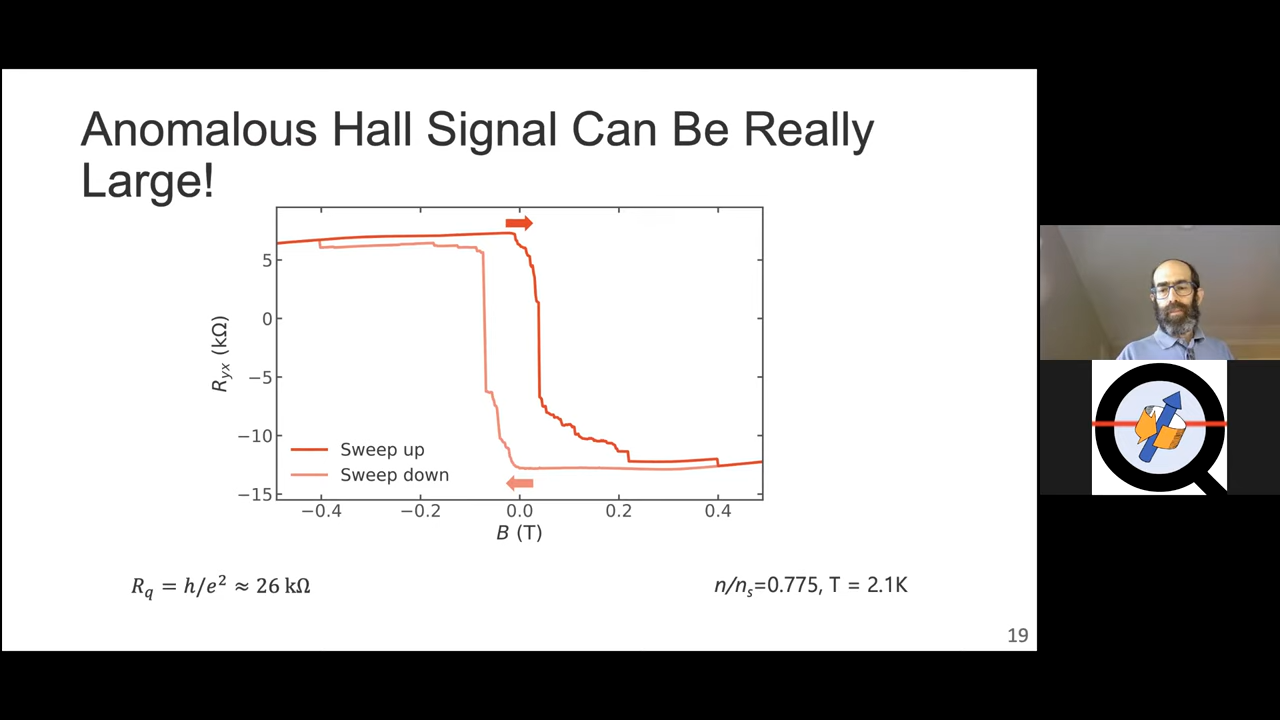 Anomalous Hall Signal Can Be Really
Large!
5
0
−5
−10
−15
R_yx (kΩ)
Sweep up
Sweep down
−0.4 −0.2 0.0 0.2 0.4
B (T)
R_q = h/e² ≈ 26 kΩ
n/n_s=0.775, T = 2.1K
19